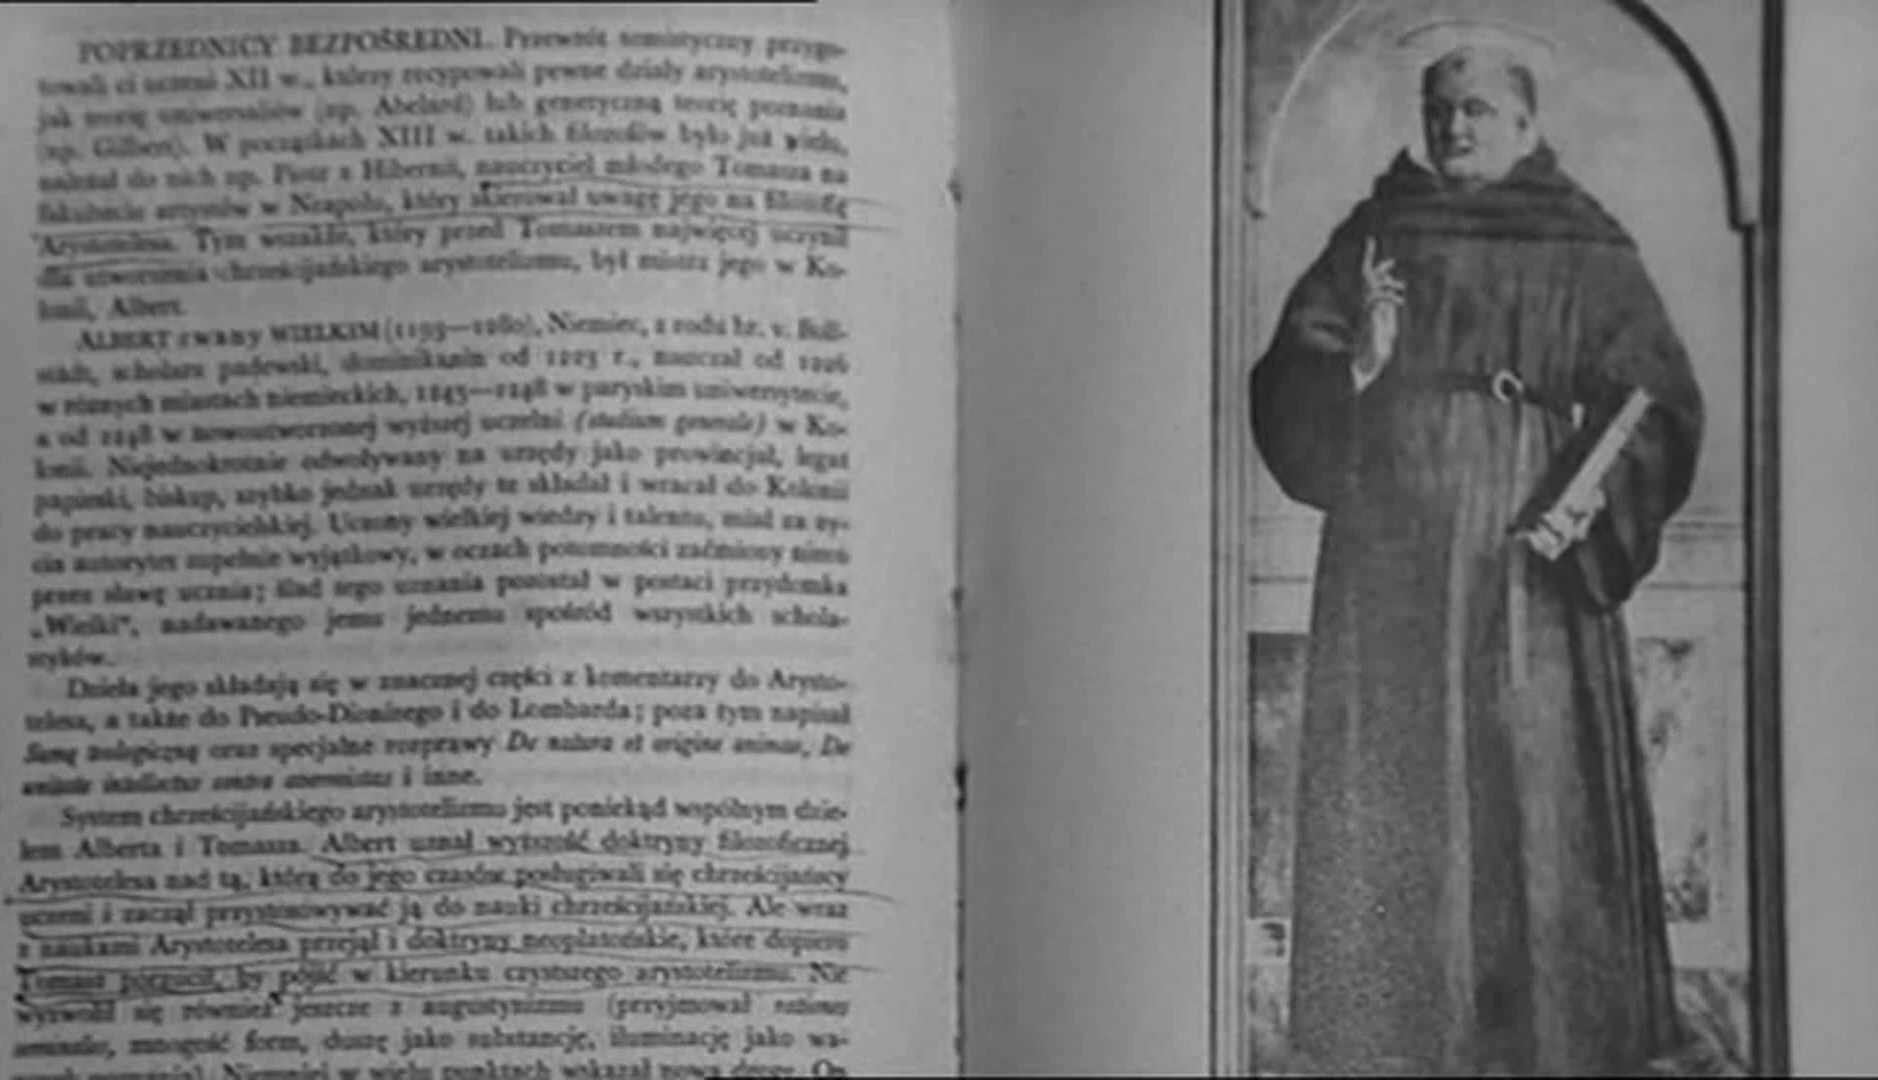 POPRZEDNICY BEZPOŚREDNI. Przewrót tomistyczny przygo-
towali ci uczeni XII w., którzy recypowali pewne działy arystotelizmu,
jak teorię uniwersaliów (np. Abelard) lub genetyczną teorię poznania
(np. Gilbert). W początkach XIII w. takich filozofów było już wielu,
należał do nich np. Piotr z Hibernii, nauczyciel młodego Tomasza na
fakultecie artystów w Neapolu, który skierował uwagę jego na filozofię
Arystotelesa. Tym wszakże, który przed Tomaszem najwięcej uczynił
dla utworzenia chrześcijańskiego arystotelizmu, był mistrz jego w Ko-
lonii, Albert.
ALBERT zwany WIELKIM (1193—1280), Niemiec, z rodu hr. v. Boll-
städt, scholarz padewski, dominikanin od 1223 r., nauczał od 1226
w różnych miastach niemieckich, 1245—1248 w paryskim uniwersytecie,
a od 1248 w nowoutworzonej wyższej uczelni (studium generale) w Ko-
lonii. Niejednokrotnie odwoływany na urzędy jako prowincjał, legat
papieski, biskup, szybko jednak urzędy te składał i wracał do Kolonii
do pracy nauczycielskiej. Uczony wielkiej wiedzy i talentu, miał za ży-
cia autorytet zupełnie wyjątkowy, w oczach potomności zaćmiony nieco
przez sławę ucznia; ślad tego uznania pozostał w postaci przydomka
„Wielki", nadawanego jemu jednemu spośród wszystkich schola-
styków.
Dzieła jego składają się w znacznej części z komentarzy do Arysto-
telesa, a także do Pseudo-Dionizego i do Lombarda; poza tym napisał
Sumę teologiczną oraz specjalne rozprawy De natura et origine animae, De
unitate intellectus contra averroistas i inne.
System chrześcijańskiego arystotelizmu jest poniekąd wspólnym dzie-
łem Alberta i Tomasza. Albert uznał wyższość doktryny filozoficznej
Arystotelesa nad tą, którą do jego czasów posługiwali się chrześcijańscy
uczeni i zaczął przystosowywać ją do nauki chrześcijańskiej. Ale wraz
z naukami Arystotelesa przejął i doktryny neoplatońskie, które dopiero
Tomasz porzucił, by pójść w kierunku czystszego arystotelizmu. Nie
wyzwolił się również jeszcze z augustynizmu (przyjmował rationes
seminales, mnogość form, duszę jako substancję, iluminację jako wa-
runek poznania). Niemniej w wielu punktach wskazał nową drogę. On